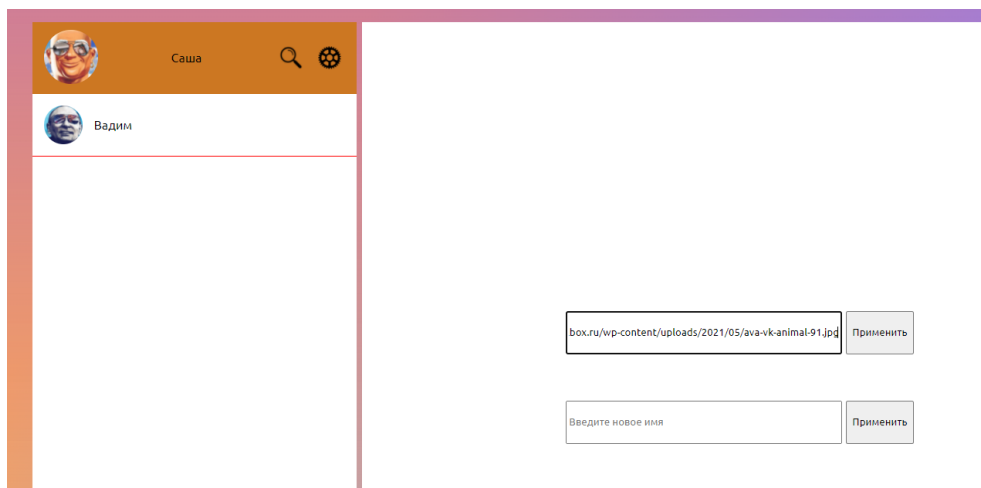 Саша
Вадим
box.ru/wp-content/uploads/2021/05/ava-vk-animal-91.jpg
Применить
Введите новое имя
Применить